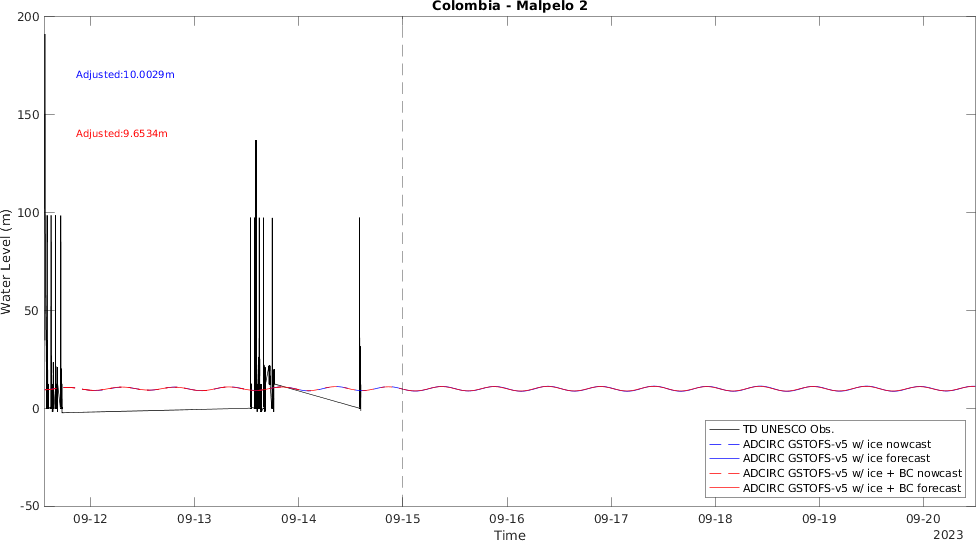 Colombia - Malpelo 2
200
150
100
50
0
-50
Water Level (m)
Adjusted:10.0029m
Adjusted:9.6534m
TD UNESCO Obs.
ADCIRC GSTOFS-v5 w/ ice nowcast
ADCIRC GSTOFS-v5 w/ ice forecast
ADCIRC GSTOFS-v5 w/ ice + BC nowcast
ADCIRC GSTOFS-v5 w/ ice + BC forecast
09-12 09-13 09-14 09-15 09-16 09-17 09-18 09-19 09-20
Time
2023